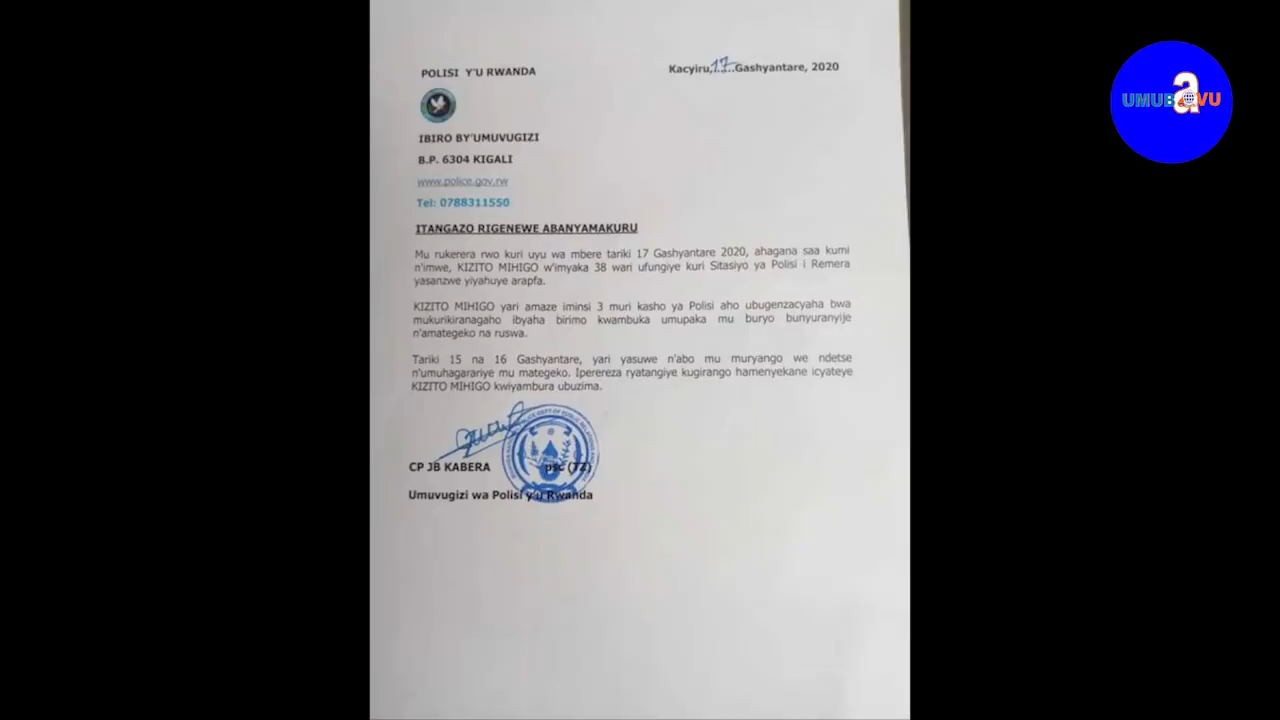 POLISI Y'U RWANDA
Kacyiru,17...Gashyantare, 2020
IBIRO BY'UMUVUGIZI
B.P. 6304 KIGALI
www.police.gov.rw
Tel: 0788311550
ITANGAZO RIGENEWE ABANYAMAKURU
Mu rukerera rwo kuri uyu wa mbere tariki 17 Gashyantare 2020, ahagana saa kumi
n'imwe, KIZITO MIHIGO w'imyaka 38 wari ufungiye kuri Sitasiyo ya Polisi i Remera
yasanzwe yiyahuye arapfa.
KIZITO MIHIGO yari amaze iminsi 3 muri kasho ya Polisi aho ubugenzacyaha bwa
mukurikiranagaho ibyaha birimo kwambuka umupaka mu buryo bunyuranyije
n'amategeko na ruswa.
Tariki 15 na 16 Gashyantare, yari yasuwe n'abo mu muryango we ndetse
n'umuhagarariye mu mategeko. Iperereza ryatangiye kugirango hamenyekane icyateye
KIZITO MIHIGO kwiyambura ubuzima.
CP JB KABERA psc (TZ)
Umuvugizi wa Polisi y'u Rwanda
UMUBAVU